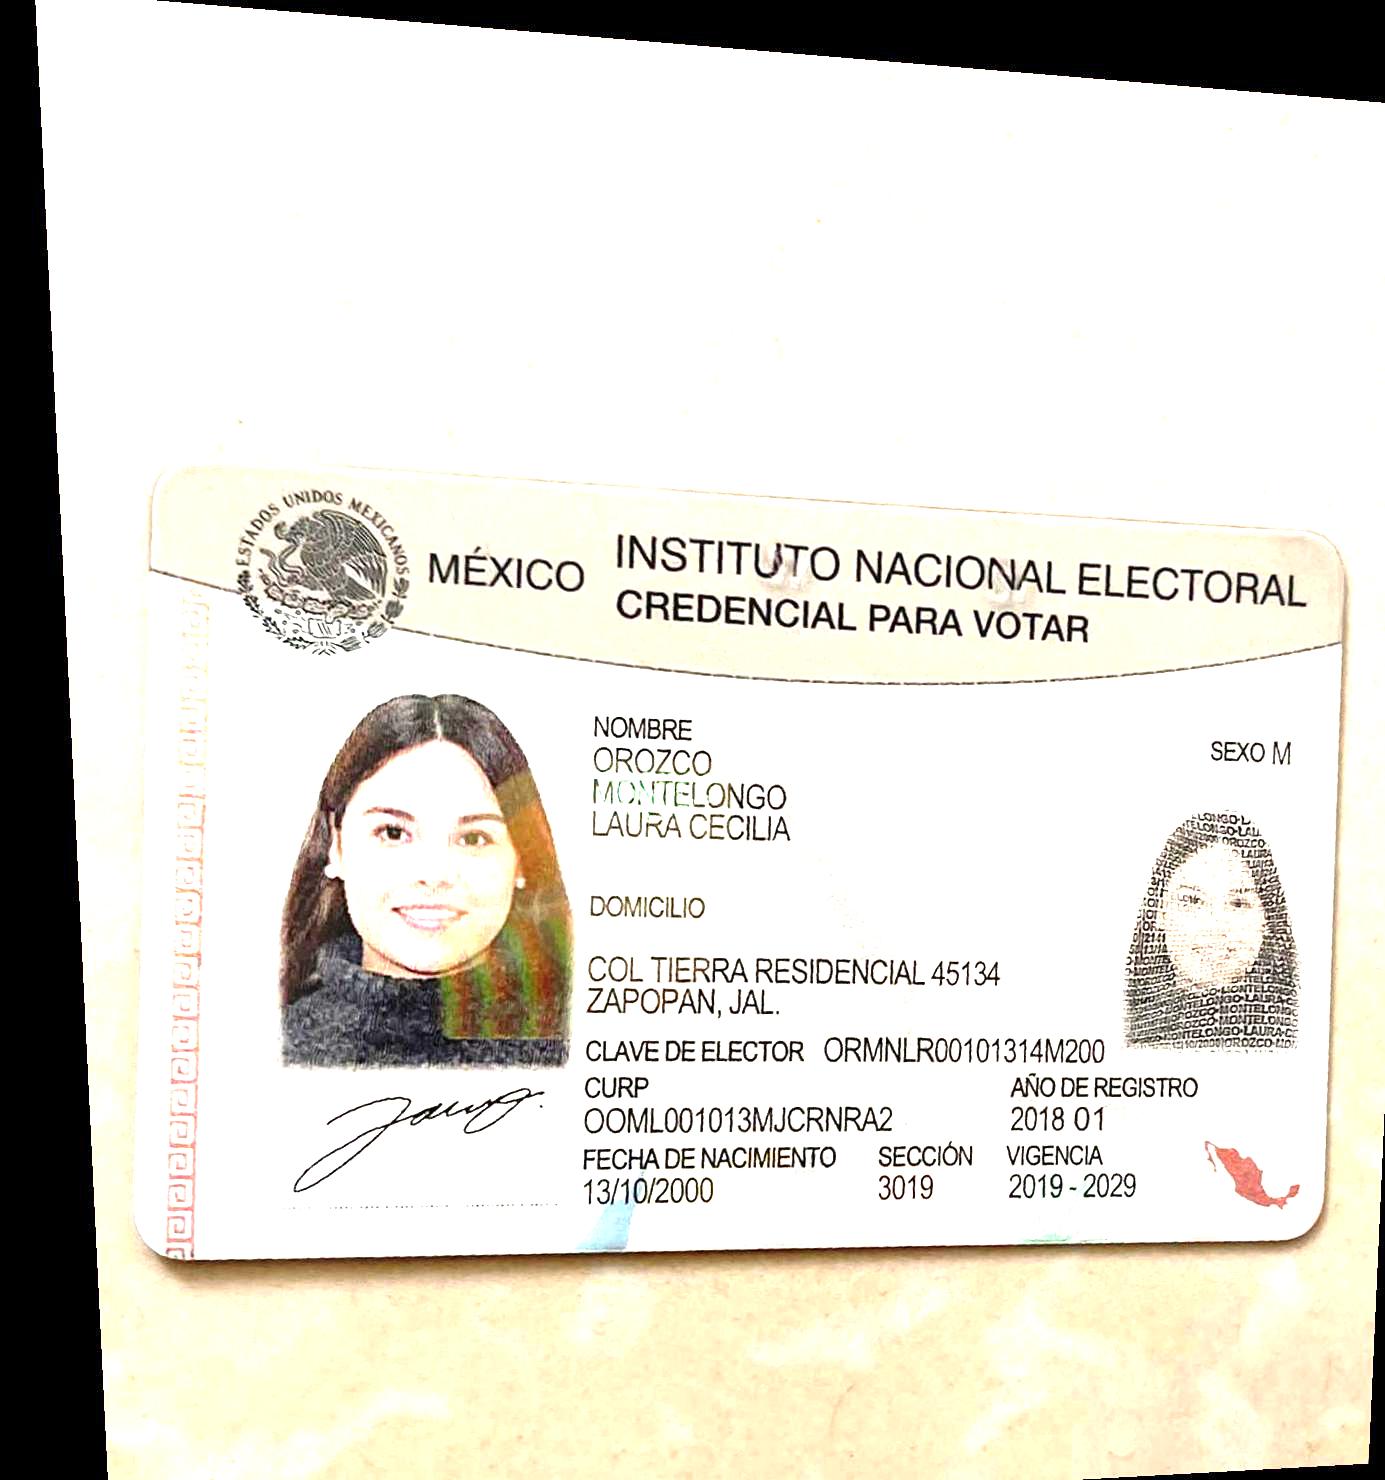 ESTADOS UNIDOS MEXICANOS
MÉXICO
INSTITUTO NACIONAL ELECTORAL
CREDENCIAL PARA VOTAR
NOMBRE
OROZCO
MONTELONGO
LAURA CECILIA
SEXO M
DOMICILIO
COL TIERRA RESIDENCIAL 45134
ZAPOPAN, JAL.
CLAVE DE ELECTOR ORMNLR00101314M200
CURP
OOML001013MJCRNRA2
AÑO DE REGISTRO
2018 01
FECHA DE NACIMIENTO
13/10/2000
SECCIÓN
3019
VIGENCIA
2019 - 2029